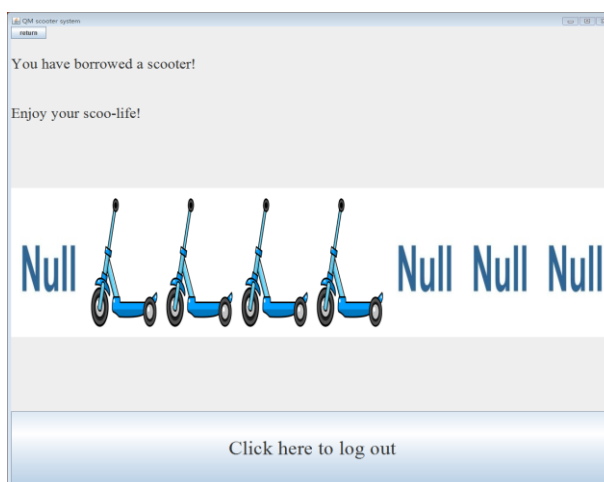 QM scooter system
return
You have borrowed a scooter!
Enjoy your scoo-life!
Null Null Null Null
Click here to log out